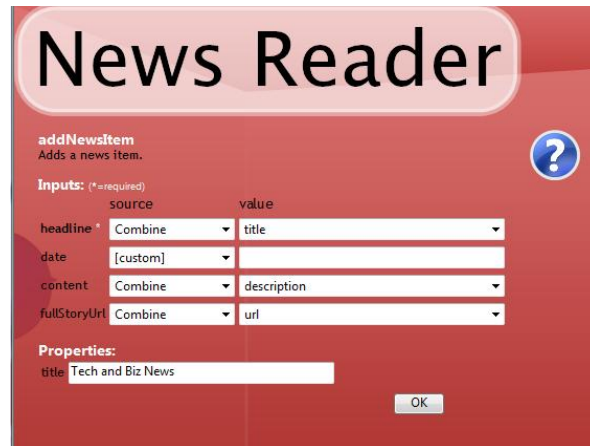 News Reader
addNewsItem
Adds a news item.
?
Inputs: (*=required)
source value
headline * Combine title
date [custom]
content Combine description
fullStoryUrl Combine url
Properties:
title Tech and Biz News
OK